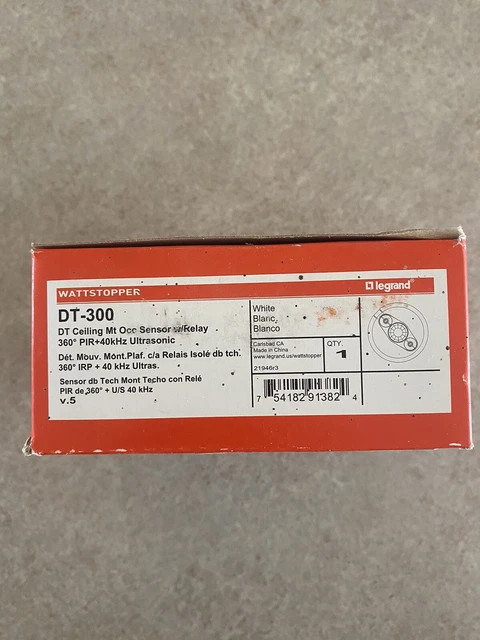 WATTSTOPPER
legrand
DT-300
DT Ceiling Mt Occ Sensor w/Relay
360° PIR+40kHz Ultrasonic
Dét. Mouv. Mont.Plaf. c/a Relais Isolé db tch.
360° IRP + 40 kHz Ultras.
Sensor db Tech Mont Techo con Relé
PIR de 360° + U/S 40 kHz
v.5
White
Blanc
Blanco
Carlsbad CA
Made in China
www.legrand.us/wattstopper
21946r3
QTY.
1
7 54182 91382 4